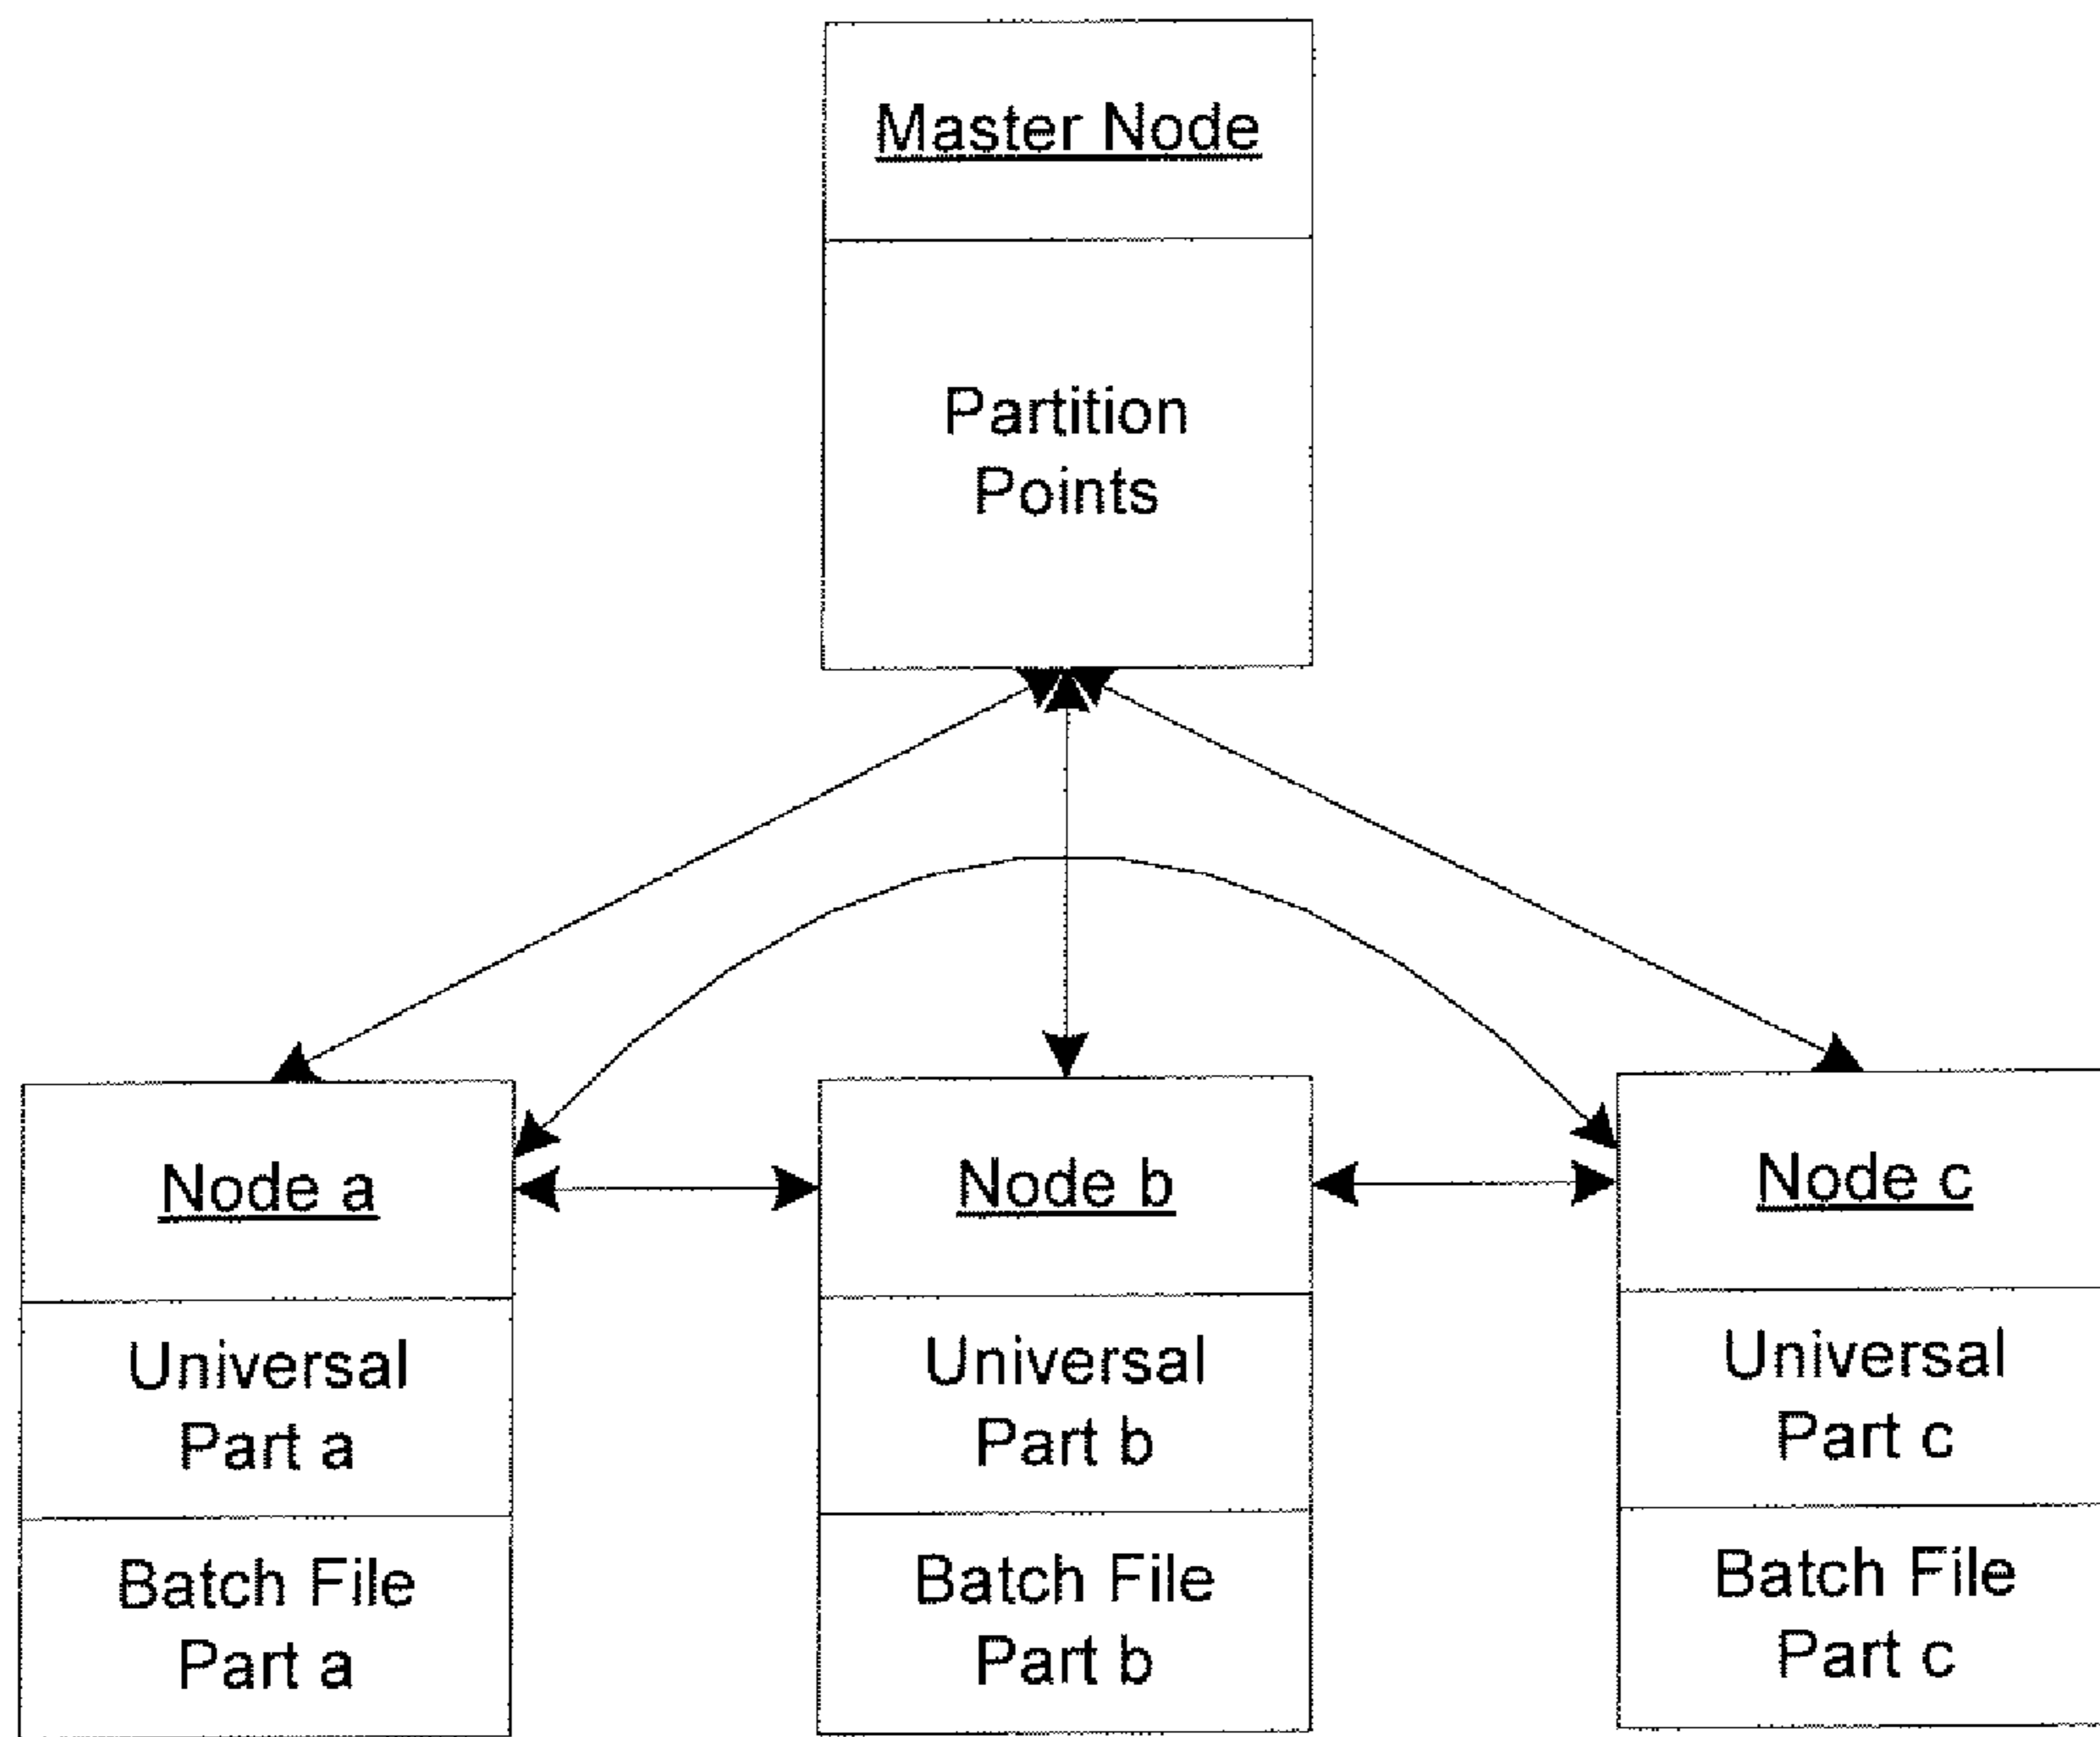 Master Node
Partition
Points
Node a
Universal
Part a
Batch File
Part a
Node b
Universal
Part b
Batch File
Part b
Node c
Universal
Part c
Batch File
Part c